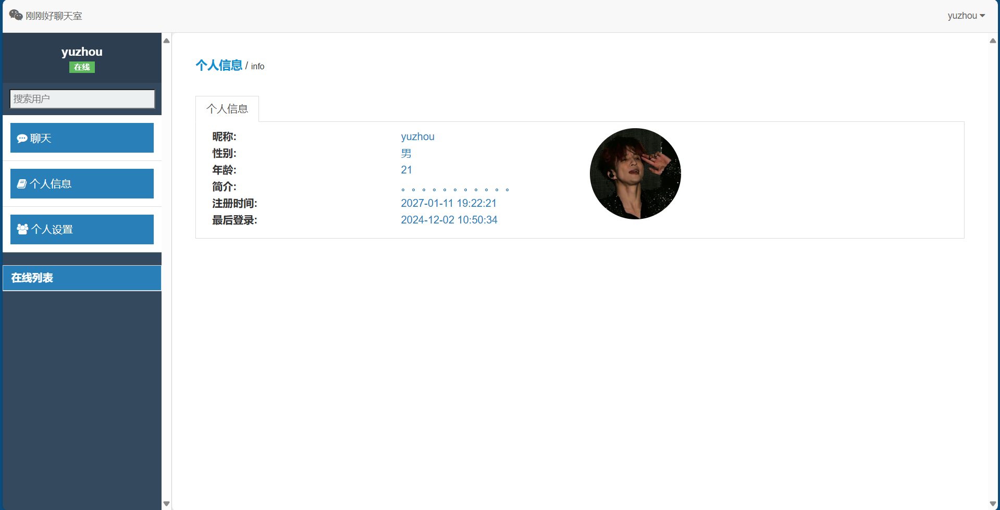 刚刚好聊天室
yuzhou
yuzhou
在线
搜索用户
聊天
个人信息
个人设置
在线列表
个人信息 / info
个人信息
昵称: yuzhou
性别: 男
年龄: 21
简介: 。。。。。。。。。。。
注册时间: 2027-01-11 19:22:21
最后登录: 2024-12-02 10:50:34